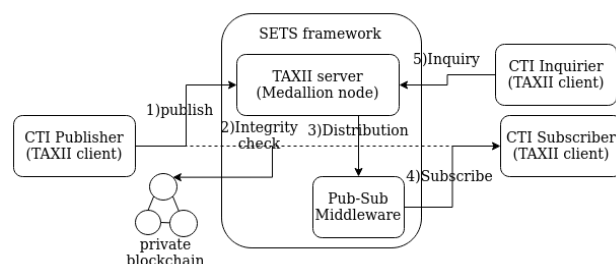 SETS framework
TAXII server
(Medallion node)
5)Inquiry
CTI Inquirier
(TAXII client)
1)publish
2)Integrity
check
3)Distribution
CTI Publisher
(TAXII client)
CTI Subscriber
(TAXII client)
4)Subscribe
Pub-Sub
Middleware
private
blockchain